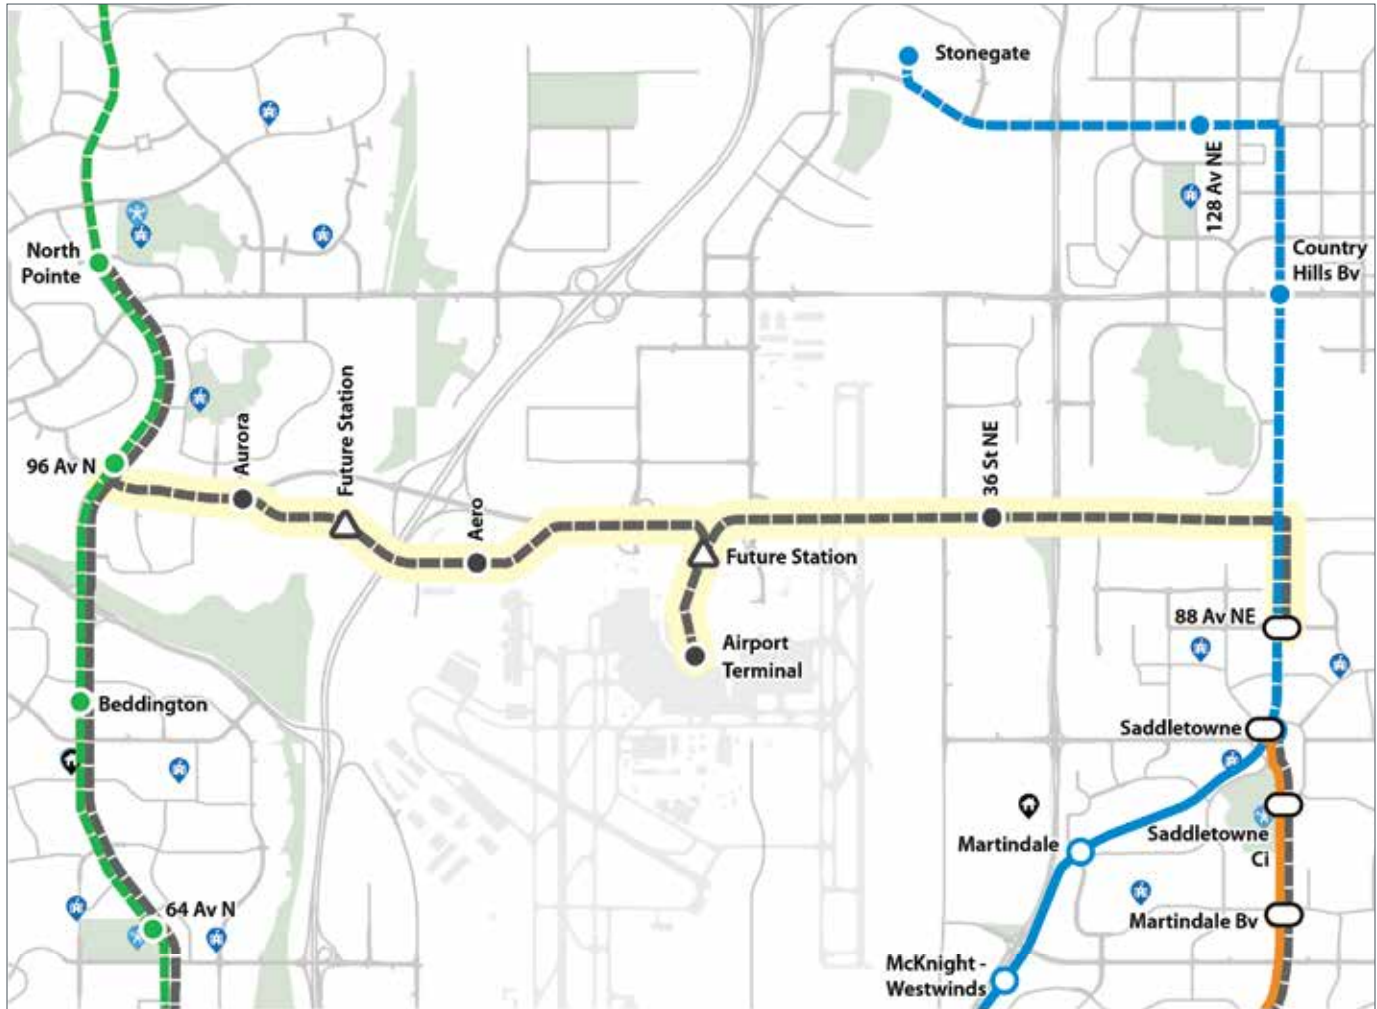 Stonegate
128 Av NE
North
Pointe
Country
Hills Bv
96 Av N
Aurora
Future Station
Aero
36 St NE
Future Station
88 Av NE
Airport
Terminal
Beddington
Saddletowne
Martindale
Saddletowne
Ci
64 Av N
Martindale Bv
McKnight -
Westwinds